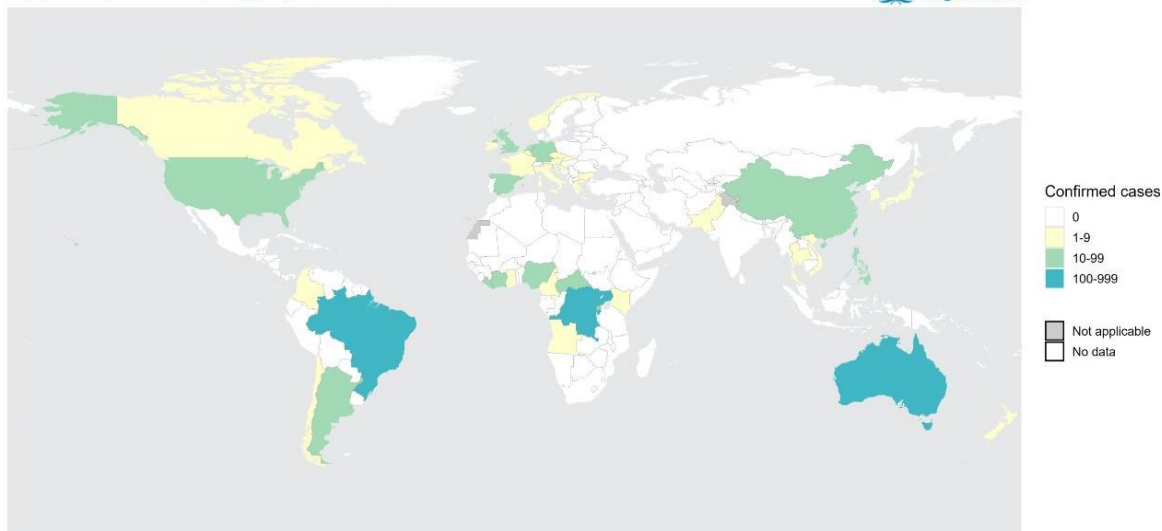 Confirmed cases
0
1-9
10-99
100-999
Not applicable
No data